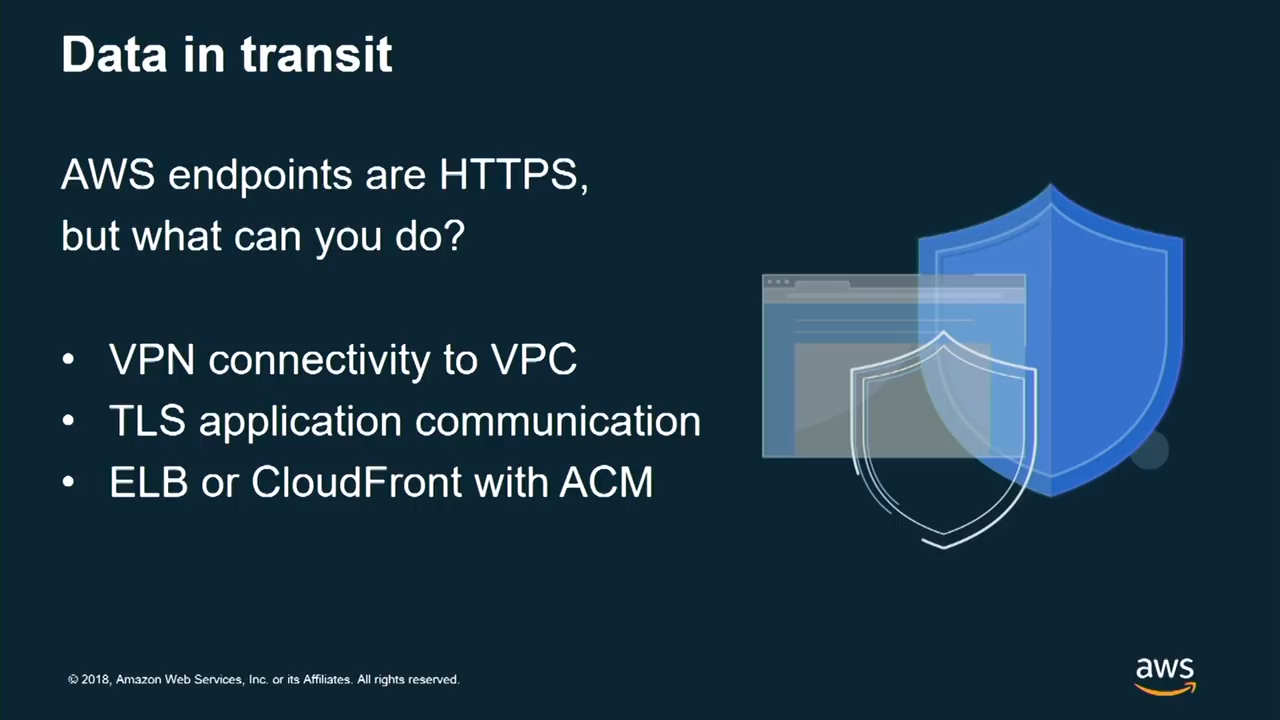 Data in transit
AWS endpoints are HTTPS,
but what can you do?
• VPN connectivity to VPC
• TLS application communication
• ELB or CloudFront with ACM
© 2018, Amazon Web Services, Inc. or its Affiliates. All rights reserved.
aws